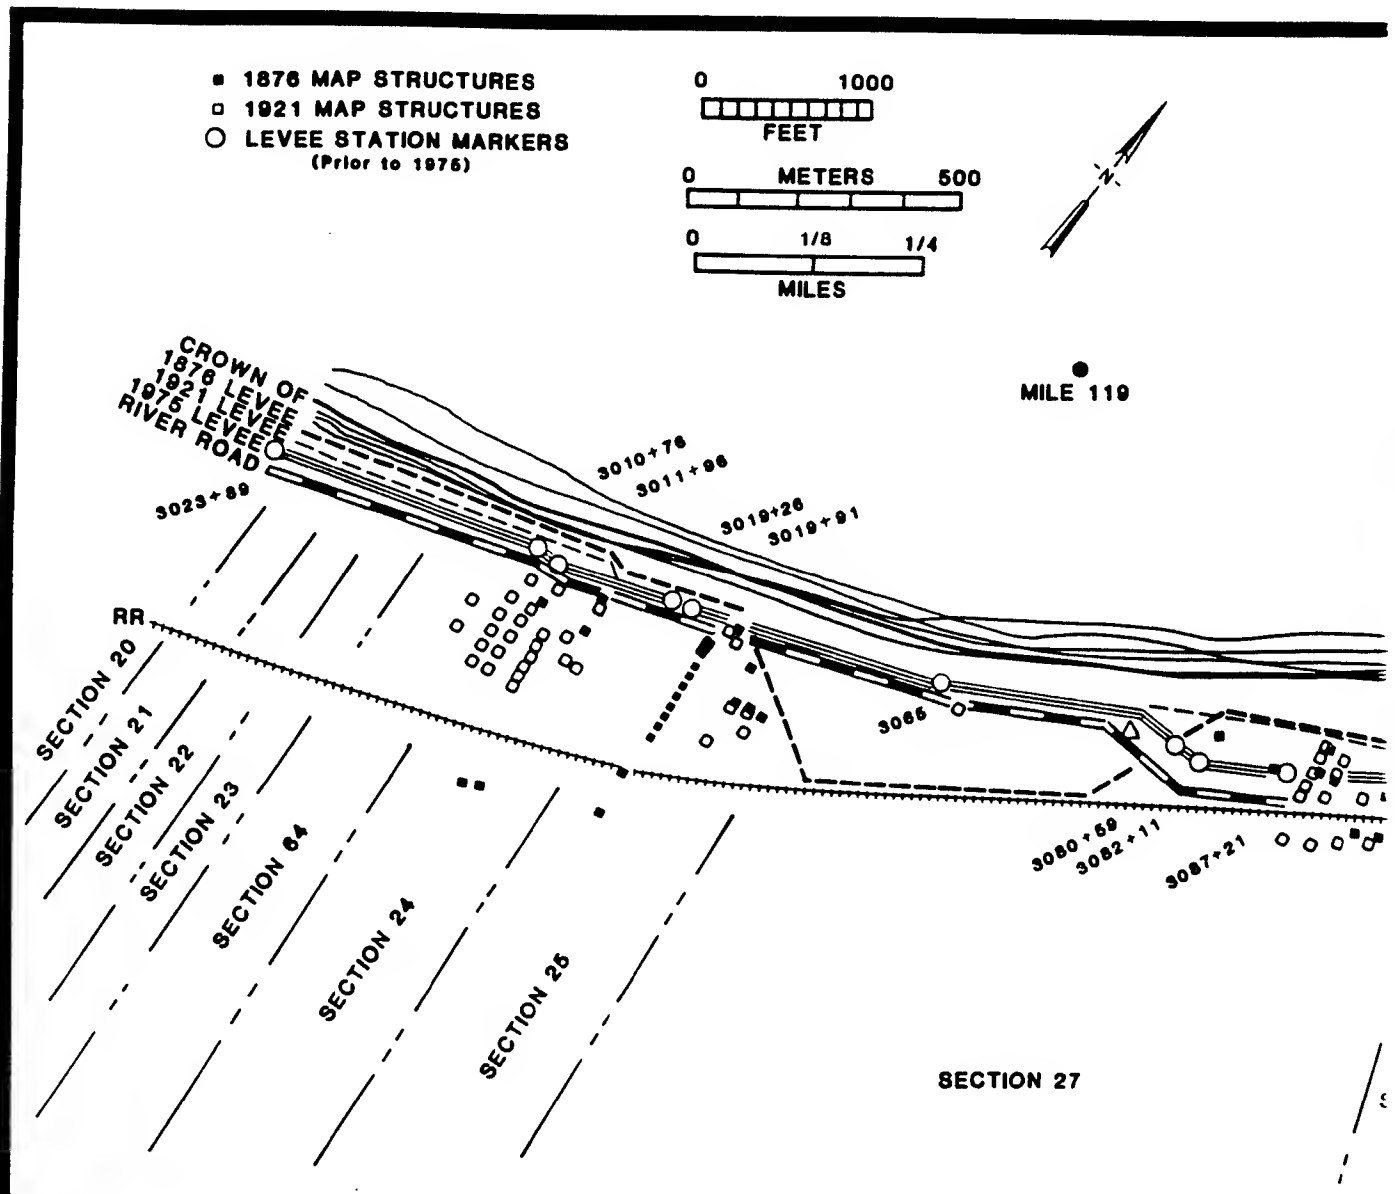 1876 MAP STRUCTURES
1921 MAP STRUCTURES
LEVEE STATION MARKERS
(Prior to 1975)
0 1000
FEET
0 METERS 500
0 1/8 1/4
MILES
N
MILE 119
CROWN OF
1876 LEVEE
1921 LEVEE
1975 LEVEE
RIVER ROAD
3010+76
3011+96
3019+26
3019+91
3023+89
RR
3065
SECTION 20
SECTION 21
SECTION 22
SECTION 23
SECTION 64
SECTION 24
SECTION 25
3080+59
3082+11
3087+21
SECTION 27